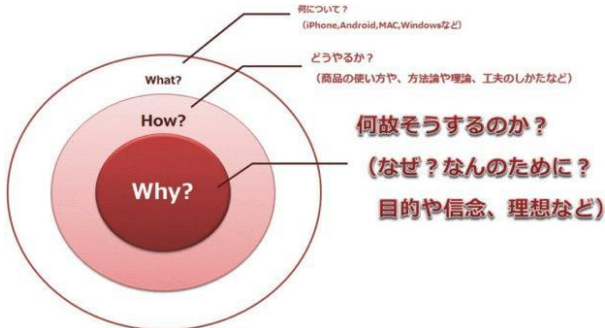 何について？
（iPhone,Android,MAC,Windowsなど）
どうやるか？
（商品の使い方や、方法論や理論、工夫のしかたなど）
What?
How?
Why?
何故そうするのか？
（なぜ？なんのために？
目的や信念、理想など）